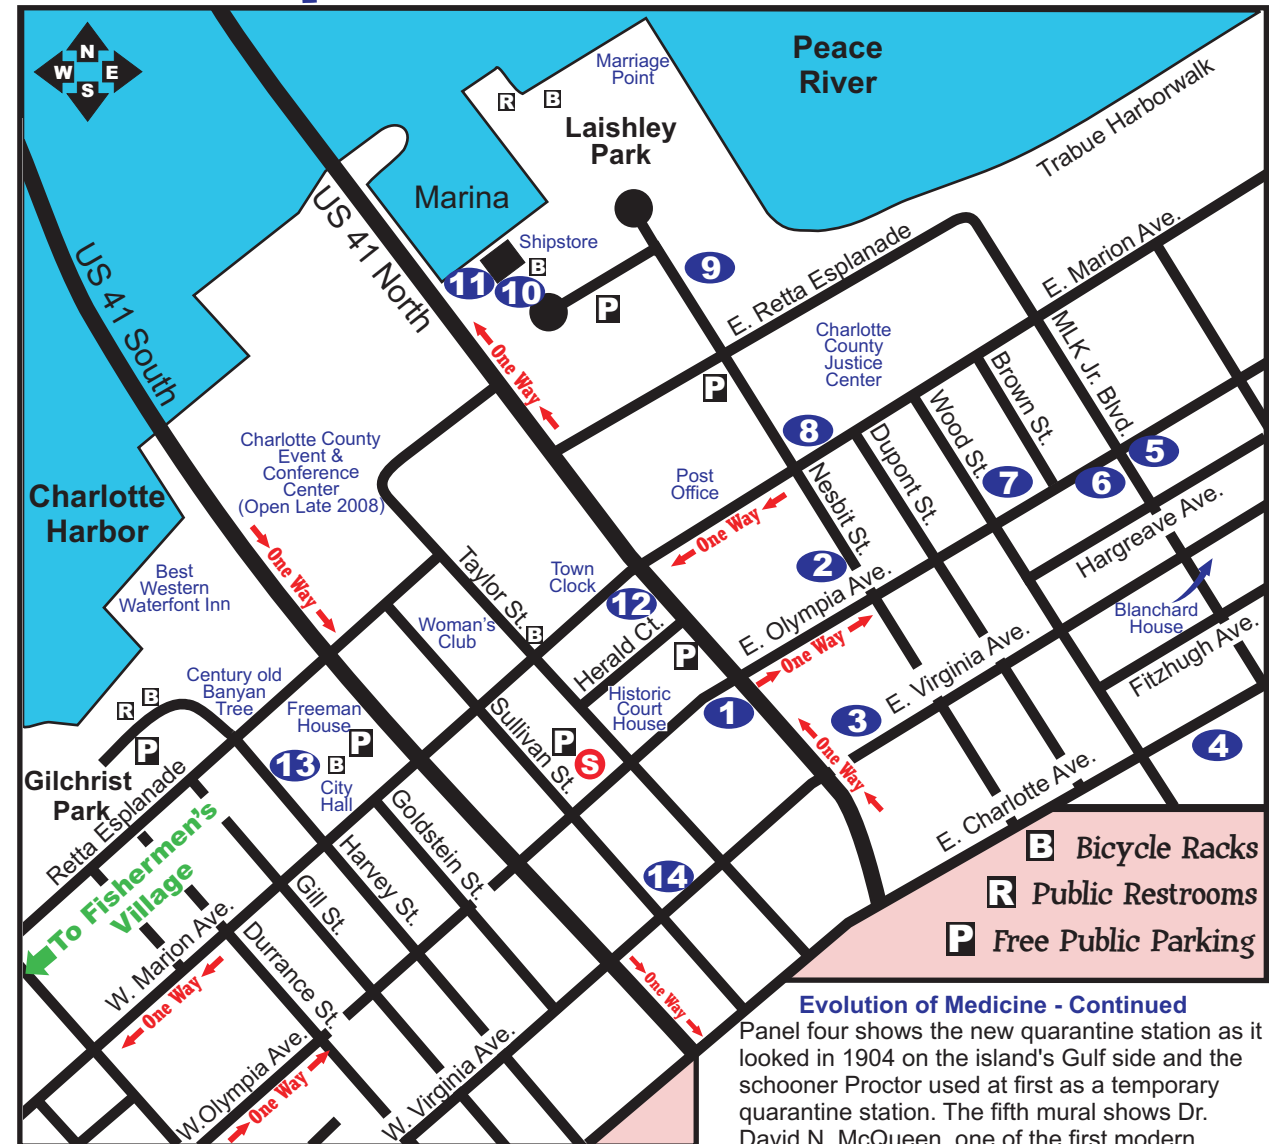 N
W E
S
Peace
River
Marriage
Point
R B
Laishley
Park
Trabue Harborwalk
Marina
US 41 North
US 41 South
Shipstore
B
11 10
P
9
E. Retta Esplanade
E. Marion Ave.
MLK Jr. Blvd.
Charlotte
County
Justice
Center
One Way
P
Brown St.
Wood St.
Dupont St.
8
5
6
7
Charlotte County
Event &
Conference
Center
(Open Late 2008)
Charlotte
Harbor
Post
Office
Nesbit St.
One Way
Hargreave Ave.
One Way
Best
Western
Waterfont Inn
Taylor St.
Town
Clock
12
2
E. Olympia Ave.
Blanchard
House
Woman's
Club
B
Herald Ct.
P
One Way
E. Virginia Ave.
Fitzhugh Ave.
Century old
Banyan
Tree
Freeman
House
Historic
Court
House
1
3
4
Sullivan St.
R B
P
P
P
S
13
B
City
Hall
One Way
Gilchrist
Park
Retta Esplanade
Goldstein St.
Harvey St.
E. Charlotte Ave.
To Fishermen's
Village
Gill St.
14
W. Marion Ave.
Durrance St.
One Way
One Way
W.Olympia Ave.
One Way
W. Virginia Ave.
B Bicycle Racks
R Public Restrooms
P Free Public Parking
Evolution of Medicine - Continued
Panel four shows the new quarantine station as it
looked in 1904 on the island's Gulf side and the
schooner Proctor used at first as a temporary
quarantine station. The fifth mural shows Dr.
David N. McQueen, one of the first modern